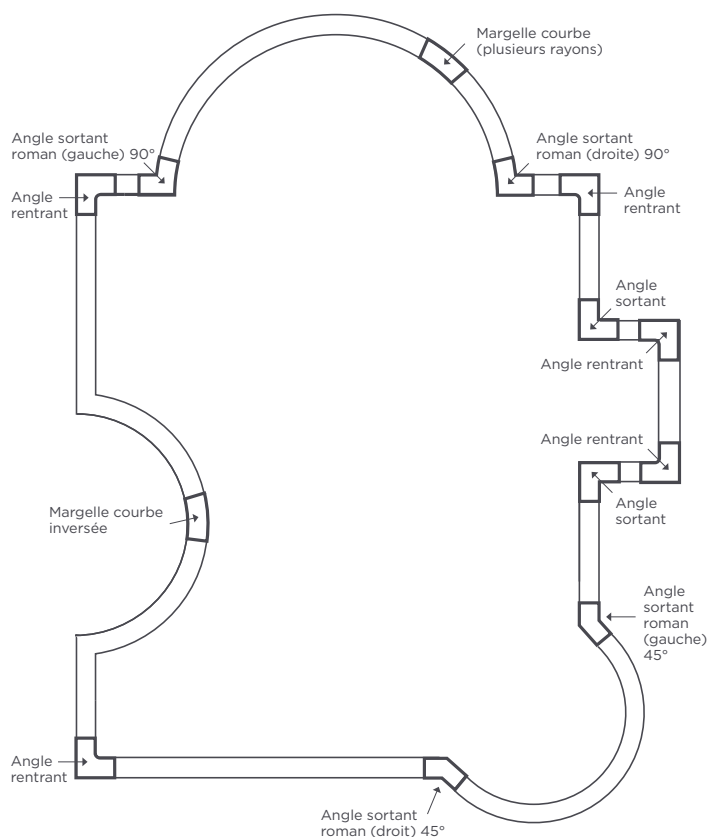 Margelle courbe
(plusieurs rayons)
Angle sortant
roman (gauche) 90°
Angle sortant
roman (droite) 90°
Angle
rentrant
Angle
rentrant
Angle
sortant
Angle rentrant
Angle rentrant
Margelle courbe
inversée
Angle
sortant
Angle
sortant
roman
(gauche)
45°
Angle
rentrant
Angle sortant
roman (droit) 45°